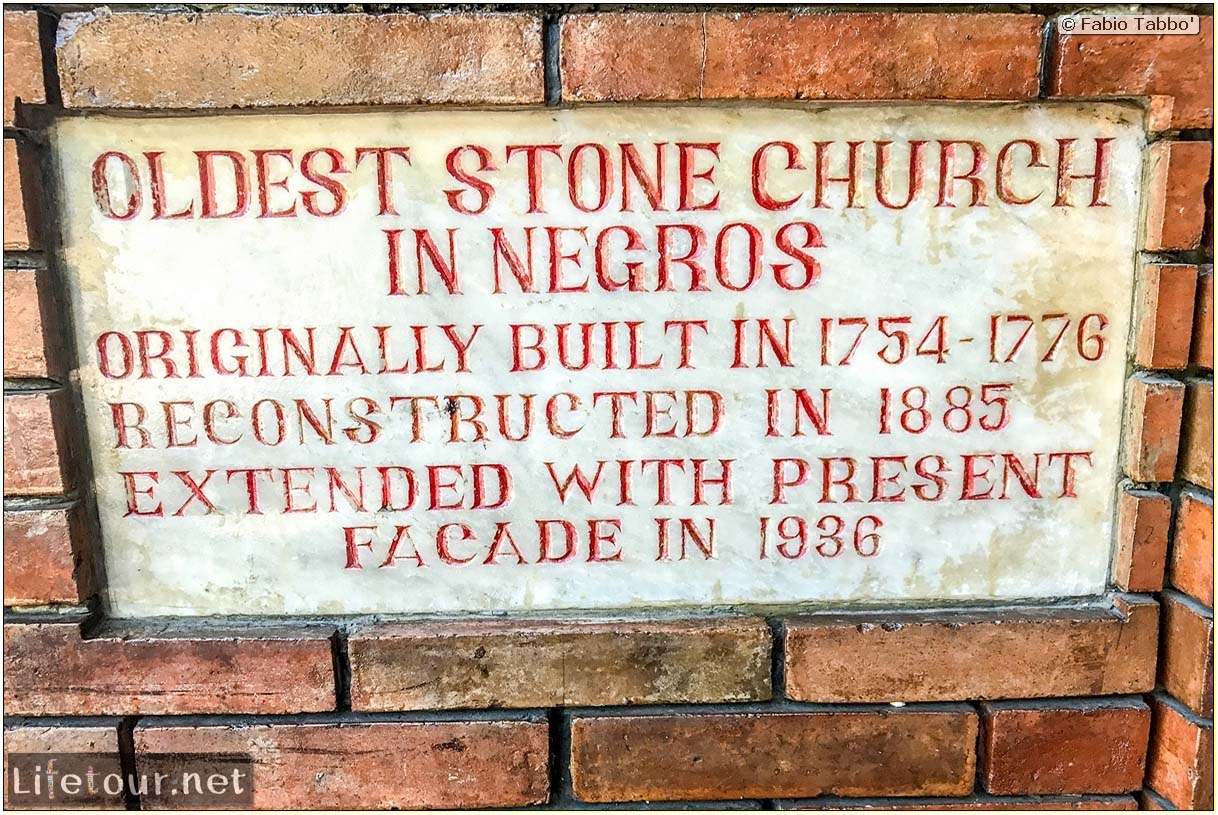 © Fabio Tabbo'
OLDEST STONE CHURCH
IN NEGROS
ORIGINALLY BUILT IN 1754-1776
RECONSTRUCTED IN 1885
EXTENDED WITH PRESENT
FACADE IN 1936
Lifetour.net